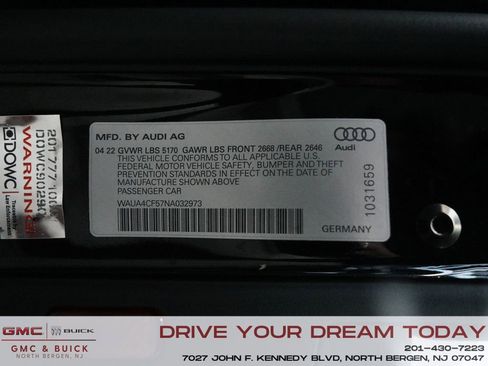 MFD. BY AUDI AG
04 22 GVWR LBS 5170 GAWR LBS FRONT 2668 /REAR 2646
THIS VEHICLE CONFORMS TO ALL APPLICABLE U.S.
FEDERAL MOTOR VEHICLE SAFETY, BUMPER AND THEFT
PREVENTION STANDARDS IN EFFECT ON THE DATE OF
MANUFACTURE SHOWN ABOVE
PASSENGER CAR
WAUA4CF57NA032973
Audi
1031659
GERMANY
WARNING
DOWC
Law Enforcement
GMC BUICK
GMC & BUICK
NORTH BERGEN, NJ
DRIVE YOUR DREAM TODAY
201-430-7223
7027 JOHN F. KENNEDY BLVD, NORTH BERGEN, NJ 07047